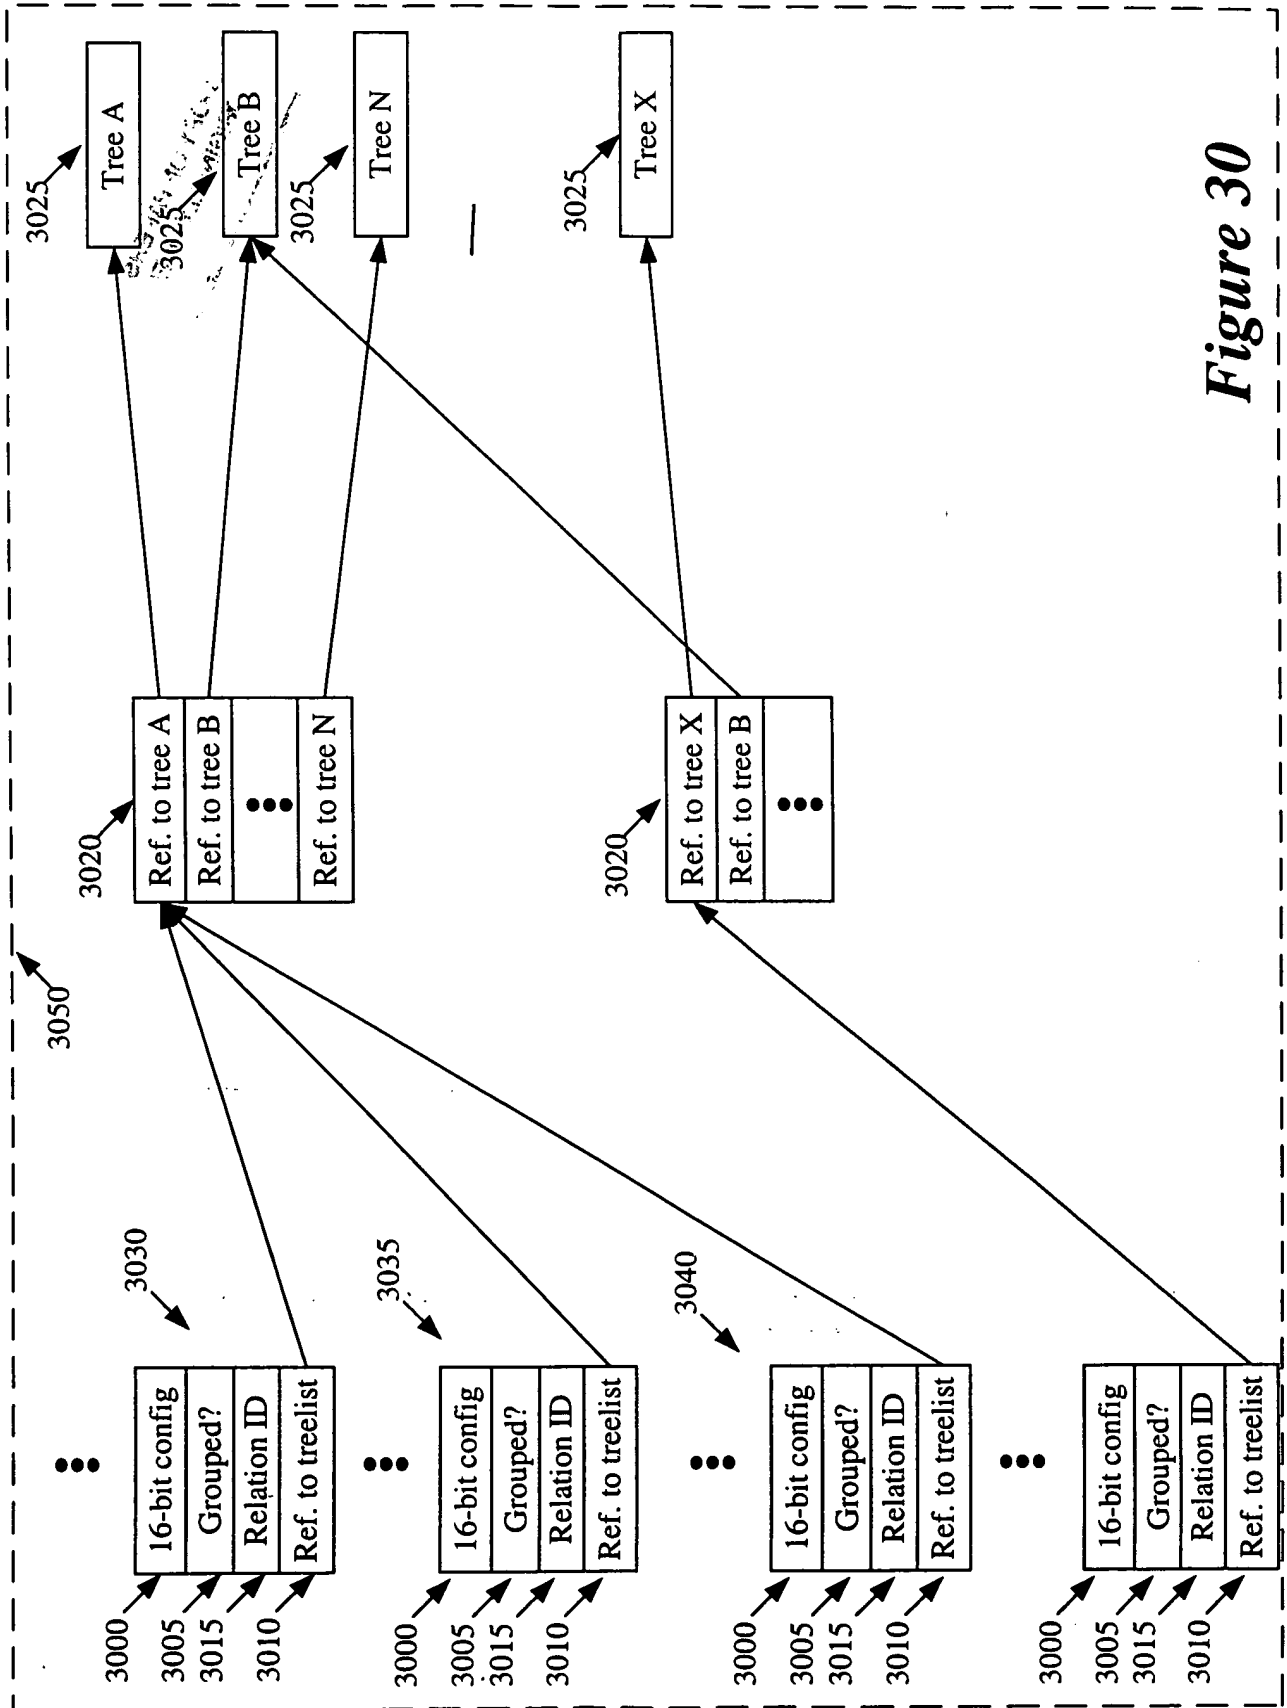 3050
3000
3005
3015
3010
16-bit config
Grouped?
Relation ID
Ref. to treelist
3030
3000
3005
3015
3010
16-bit config
Grouped?
Relation ID
Ref. to treelist
3035
3000
3005
3015
3010
16-bit config
Grouped?
Relation ID
Ref. to treelist
3040
3000
3005
3015
3010
16-bit config
Grouped?
Relation ID
Ref. to treelist
3020
Ref. to tree A
Ref. to tree B
Ref. to tree N
3020
Ref. to tree X
Ref. to tree B
3025
Tree A
3025
Tree B
3025
Tree N
3025
Tree X
Figure 30